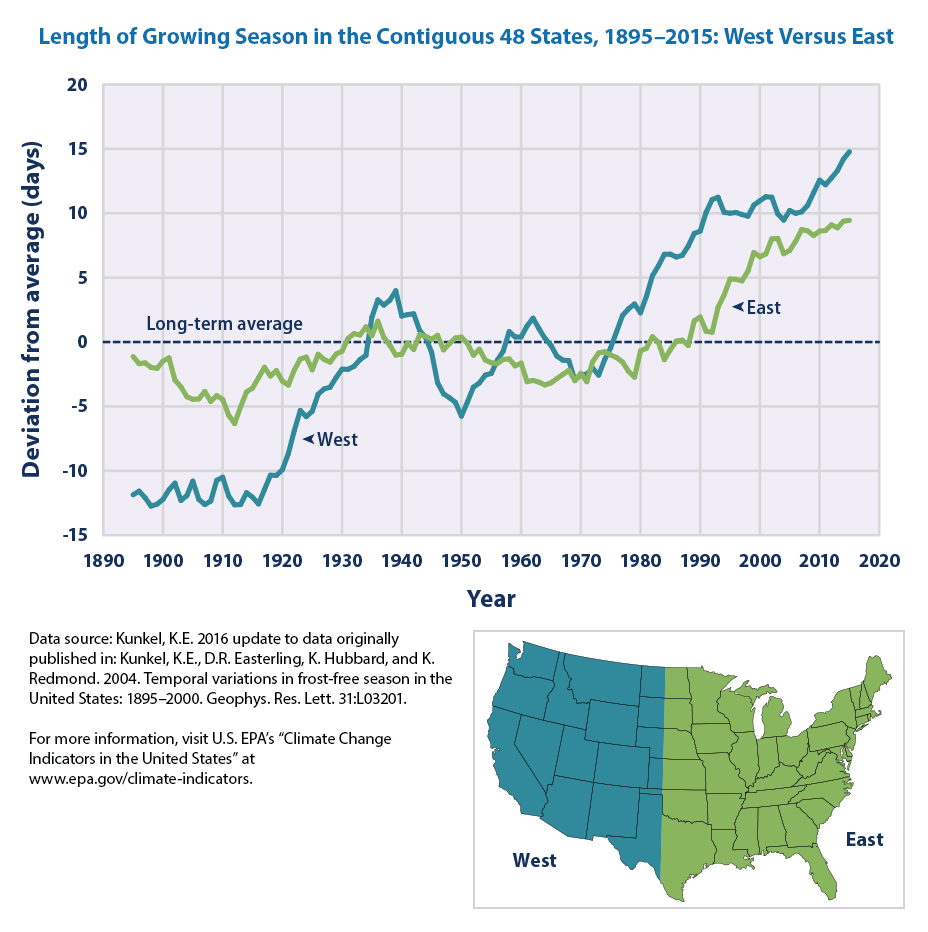 Length of Growing Season in the Contiguous 48 States, 1895–2015: West Versus East
Deviation from average (days)
20
15
10
5
0
-5
-10
-15
Long-term average
East
West
1890 1900 1910 1920 1930 1940 1950 1960 1970 1980 1990 2000 2010 2020
Year
Data source: Kunkel, K.E. 2016 update to data originally
published in: Kunkel, K.E., D.R. Easterling, K. Hubbard, and K.
Redmond. 2004. Temporal variations in frost-free season in the
United States: 1895–2000. Geophys. Res. Lett. 31:L03201.
For more information, visit U.S. EPA's “Climate Change
Indicators in the United States” at
www.epa.gov/climate-indicators.
West
East